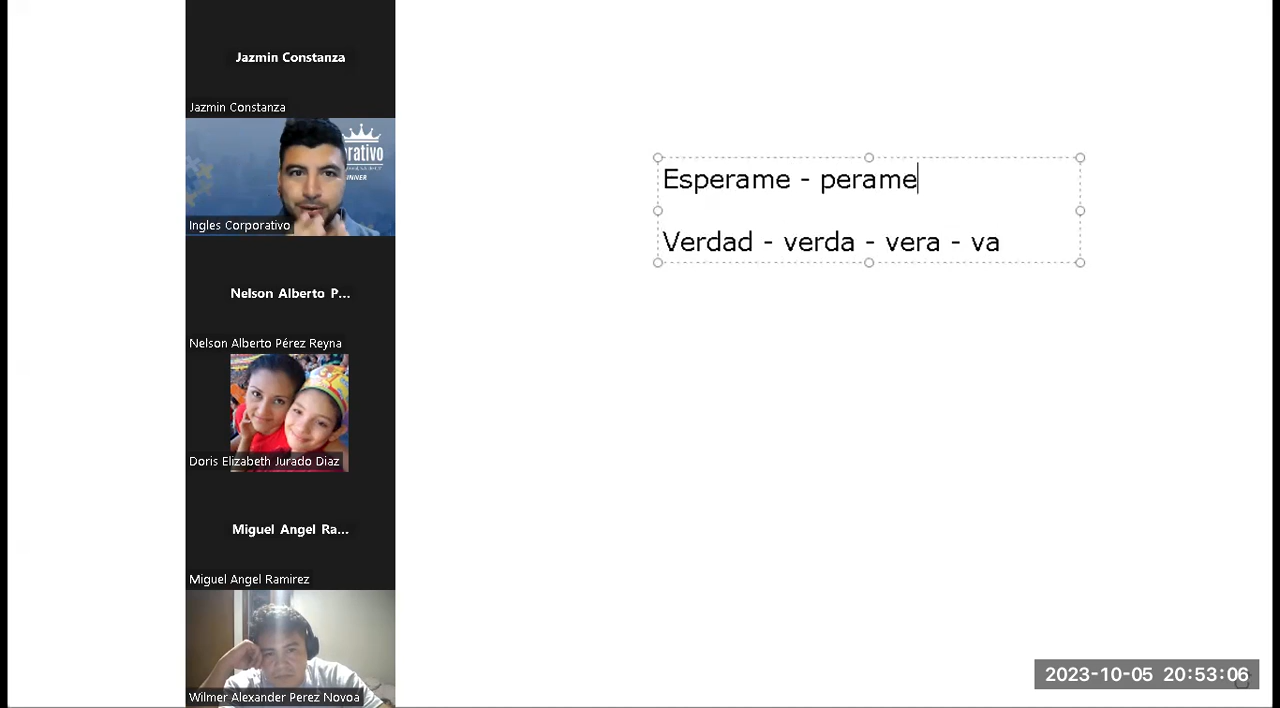 Jazmin Constanza
Jazmin Constanza
Ingles Corporativo
Nelson Alberto P...
Nelson Alberto Pérez Reyna
Doris Elizabeth Jurado Diaz
Miguel Angel Ra...
Miguel Angel Ramirez
Wilmer Alexander Perez Novoa
Esperame - perame
Verdad - verda - vera - va
2023-10-05 20:53:06